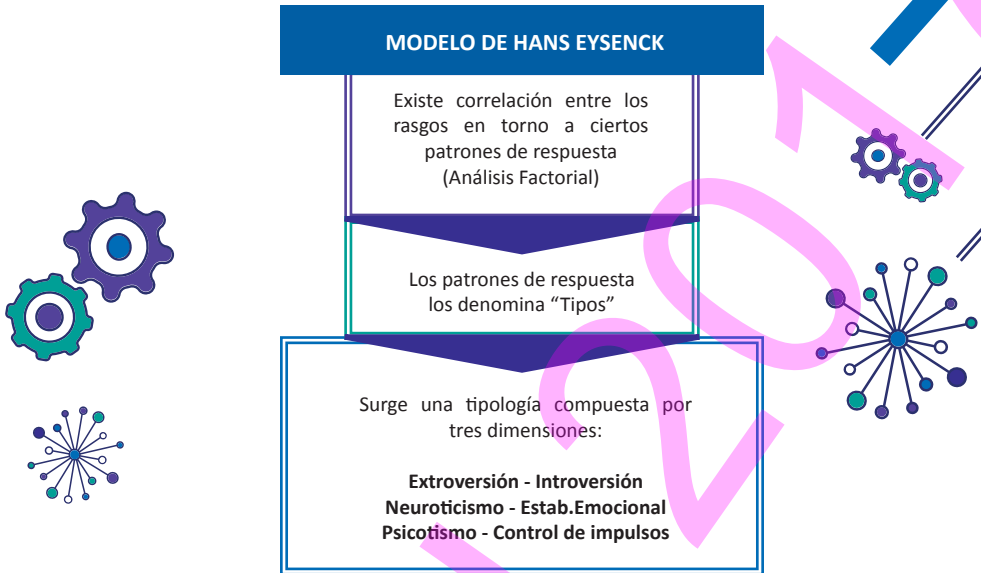 MODELO DE HANS EYSENCK
Existe correlación entre los
rasgos en torno a ciertos
patrones de respuesta
(Análisis Factorial)
Los patrones de respuesta
los denomina “Tipos”
Surge una tipología compuesta por
tres dimensiones:
Extroversión - Introversión
Neuroticismo - Estab.Emocional
Psicotismo - Control de impulsos